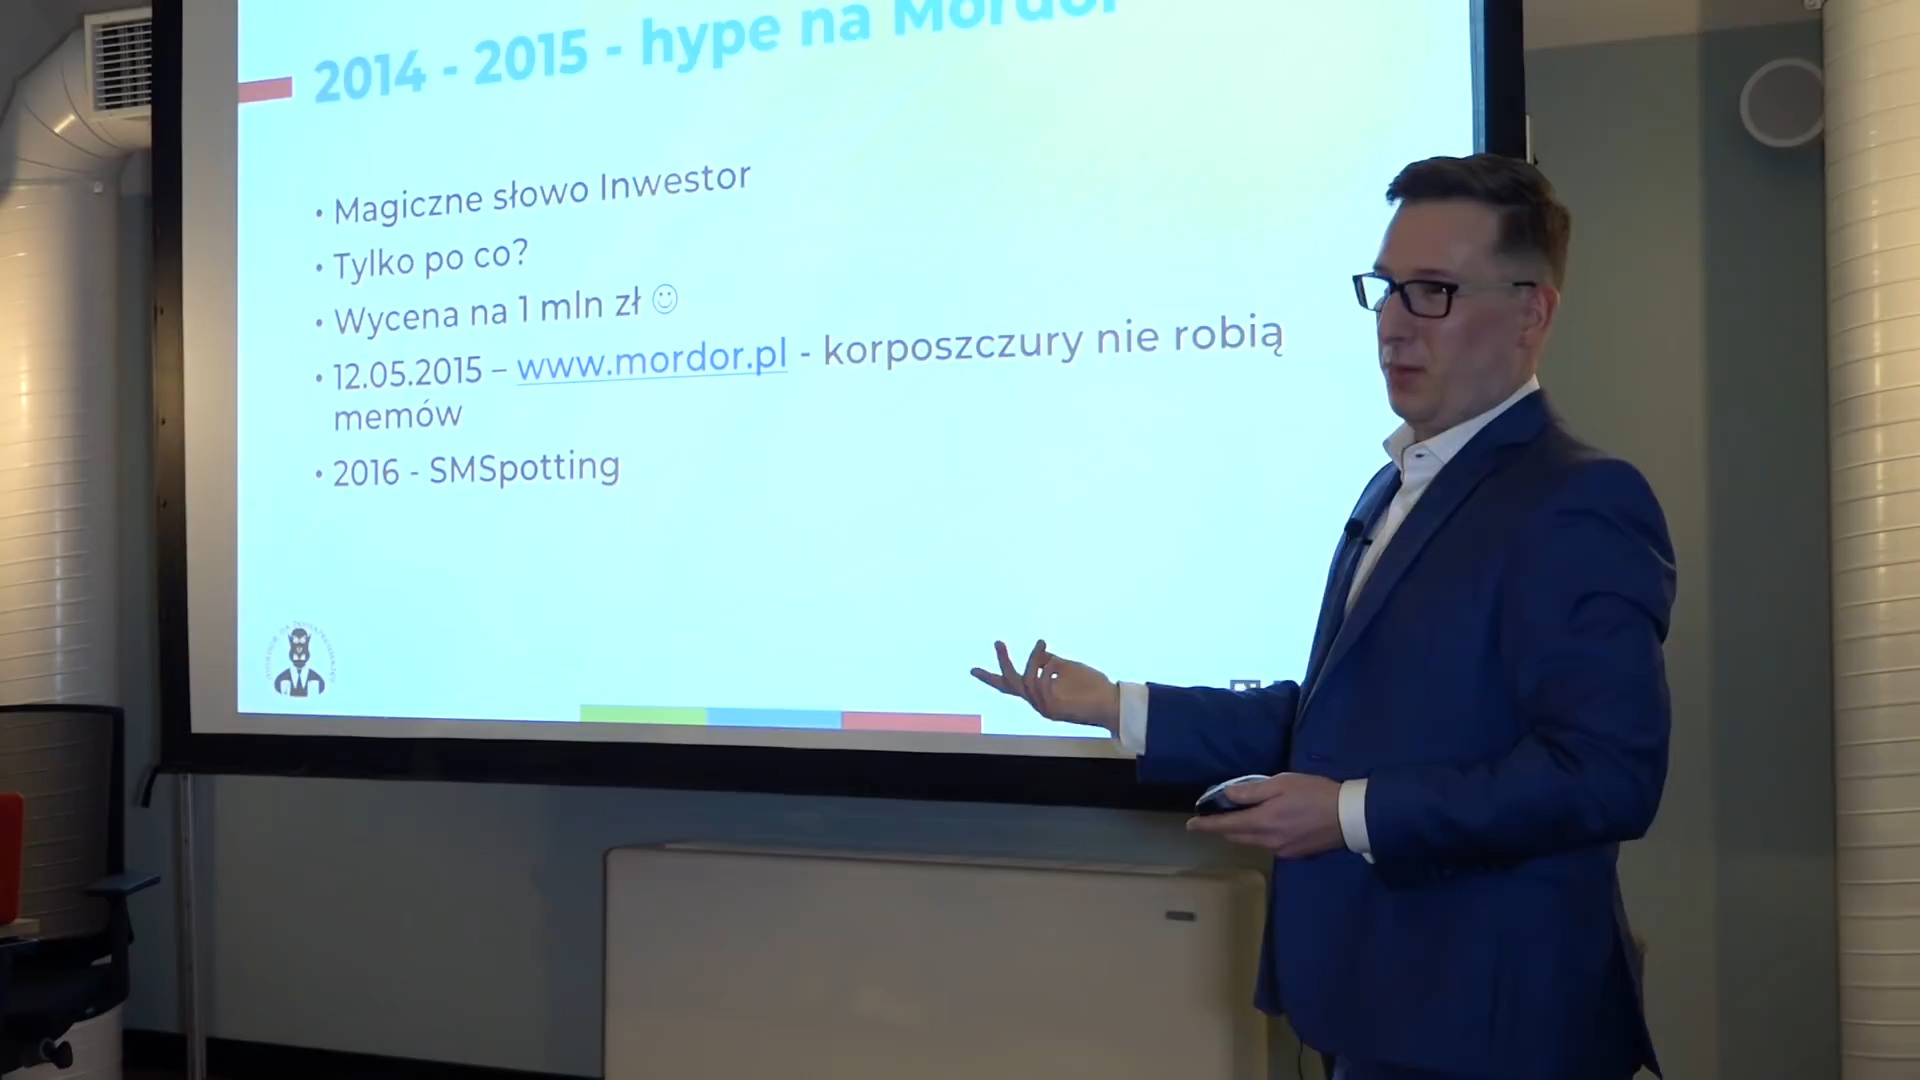 2014 - 2015 - hype na Mordor
• Magiczne słowo Inwestor
• Tylko po co?
• Wycena na 1 mln zł ☺
• 12.05.2015 – www.mordor.pl - korposzczury nie robią
memów
• 2016 - SMSpotting